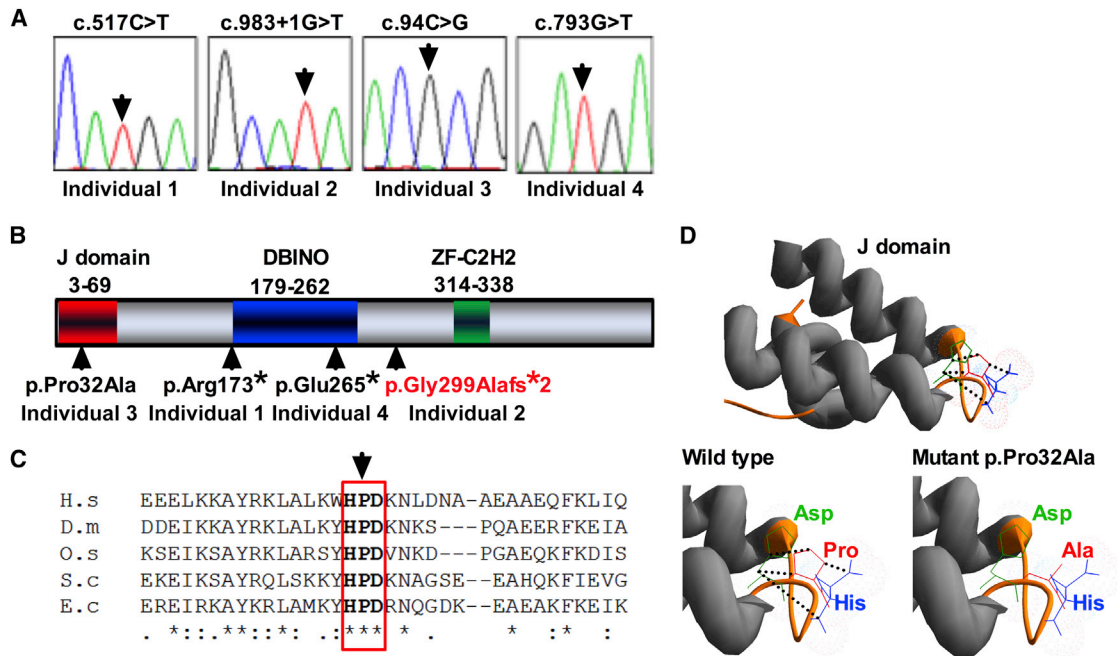 A
c.517C>T c.983+1G>T c.94C>G c.793G>T
Individual 1 Individual 2 Individual 3 Individual 4
B
J domain DBINO ZF-C2H2
3-69 179-262 314-338
p.Pro32Ala p.Arg173* p.Glu265* p.Gly299Alafs*2
Individual 3 Individual 1 Individual 4 Individual 2
C
H.s EEELKKAYRKLALKWHPDKNLDNA-AEAAEQFKLIQ
D.m DDEIKKAYRKLALKYHPDKNKS---PQAEERFKEIA
O.s KSEIKSAYRKLARSYHPDVNKD---PGAEQKFKDIS
S.c EKEIKSAYRQLSKKYHPDKNAGSE--EAHQKFIEVG
E.c EREIRKAYKRLAMKYHPDRNQGDK--EAEAKFKEIK
. *::.**::*: .:*** * . * * :
D
J domain
Wild type Mutant p.Pro32Ala
Asp Asp
Pro Ala
His His